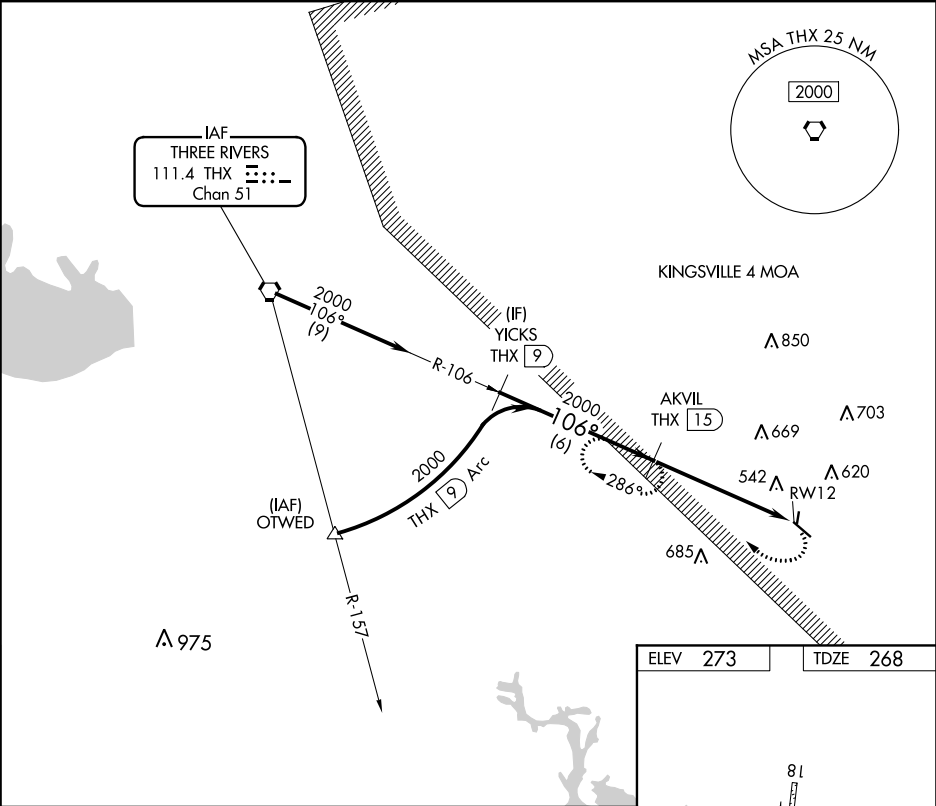 MSA THX 25 NM
2000
IAF
THREE RIVERS
111.4 THX
Chan 51
KINGSVILLE 4 MOA
2000
106°
(9)
(IF)
YICKS
THX 9
R-106
850
2000
106°
(6)
AKVIL
THX 15
703
669
2000
THX 9 Arc
286°
542
620
RW12
(IAF)
OTWED
685
R-157
975
ELEV 273
TDZE 268
18